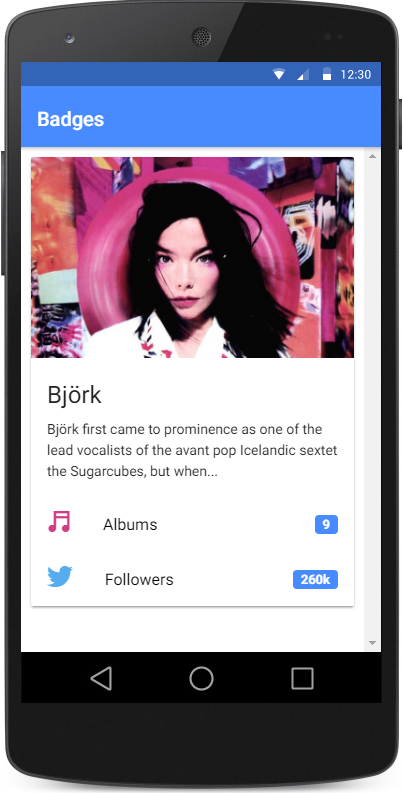 12:30
Badges
Björk
Björk first came to prominence as one of the
lead vocalists of the avant pop Icelandic sextet
the Sugarcubes, but when...
Albums 9
Followers 260k